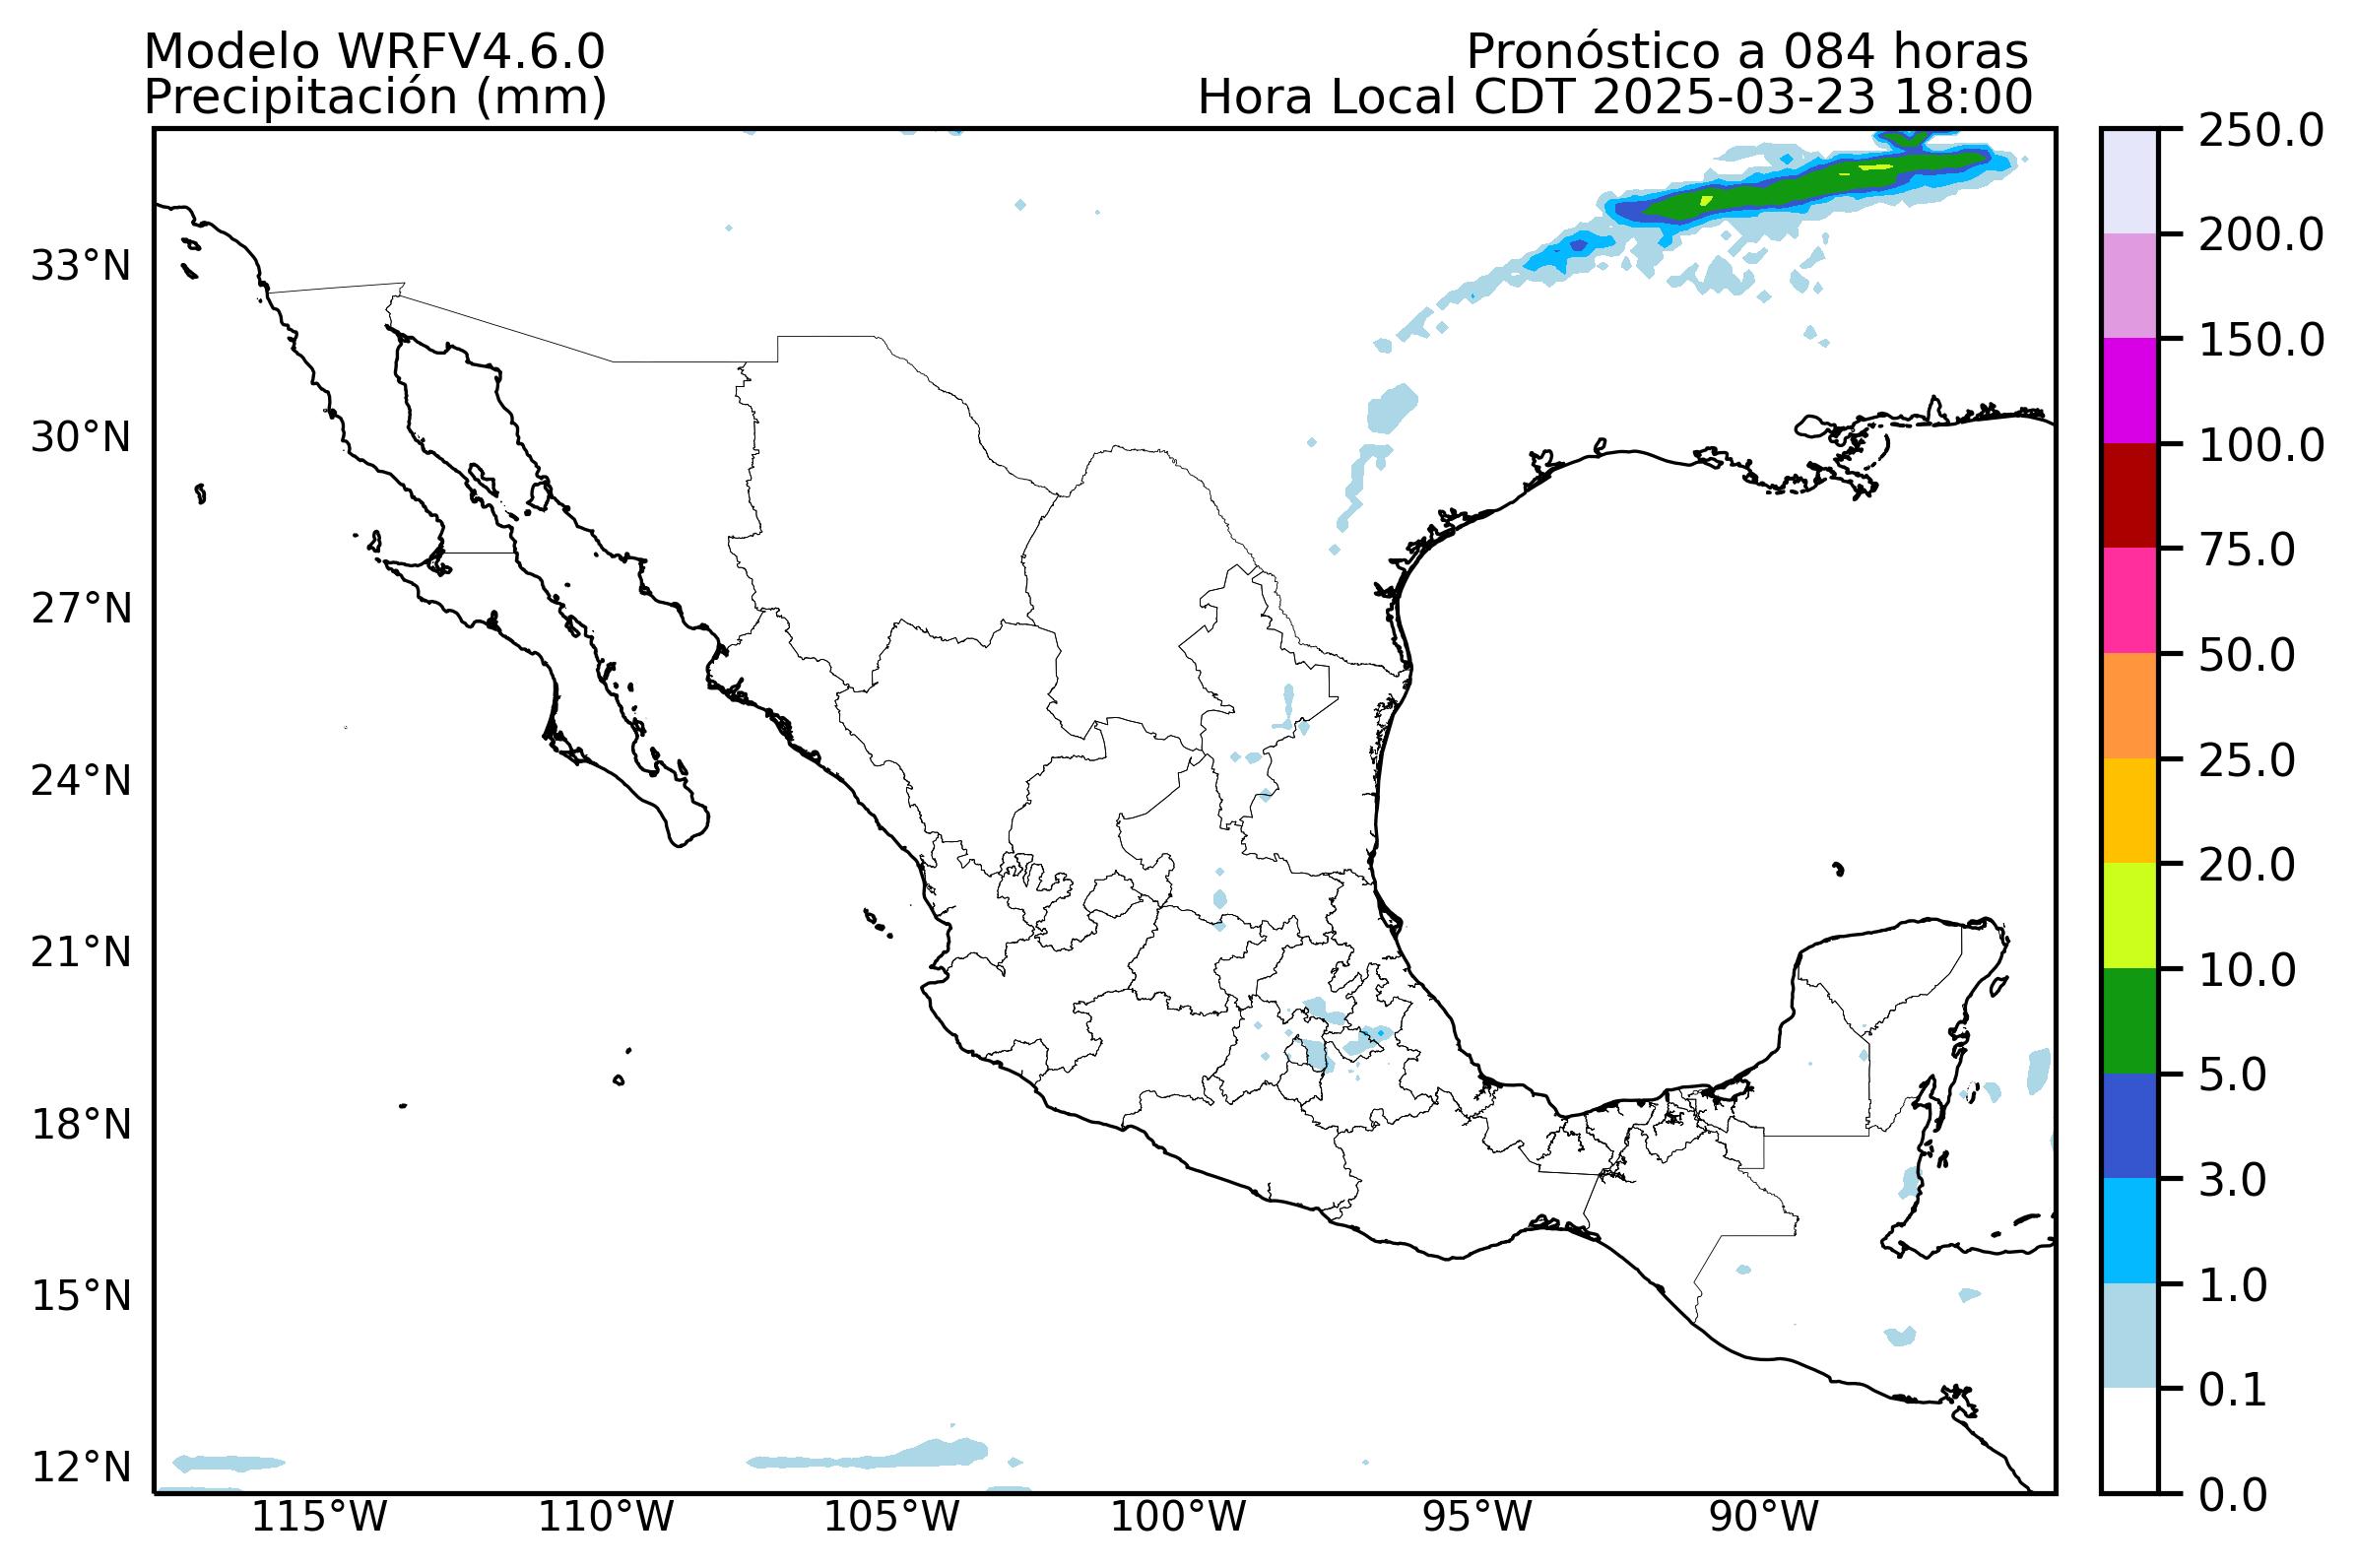 Modelo WRFV4.6.0
Pronóstico a 084 horas
Precipitación (mm)
Hora Local CDT 2025-03-23 18:00
33°N
30°N
27°N
24°N
21°N
18°N
15°N
12°N
115°W
110°W
105°W
100°W
95°W
90°W
250.0
200.0
150.0
100.0
75.0
50.0
25.0
20.0
10.0
5.0
3.0
1.0
0.1
0.0